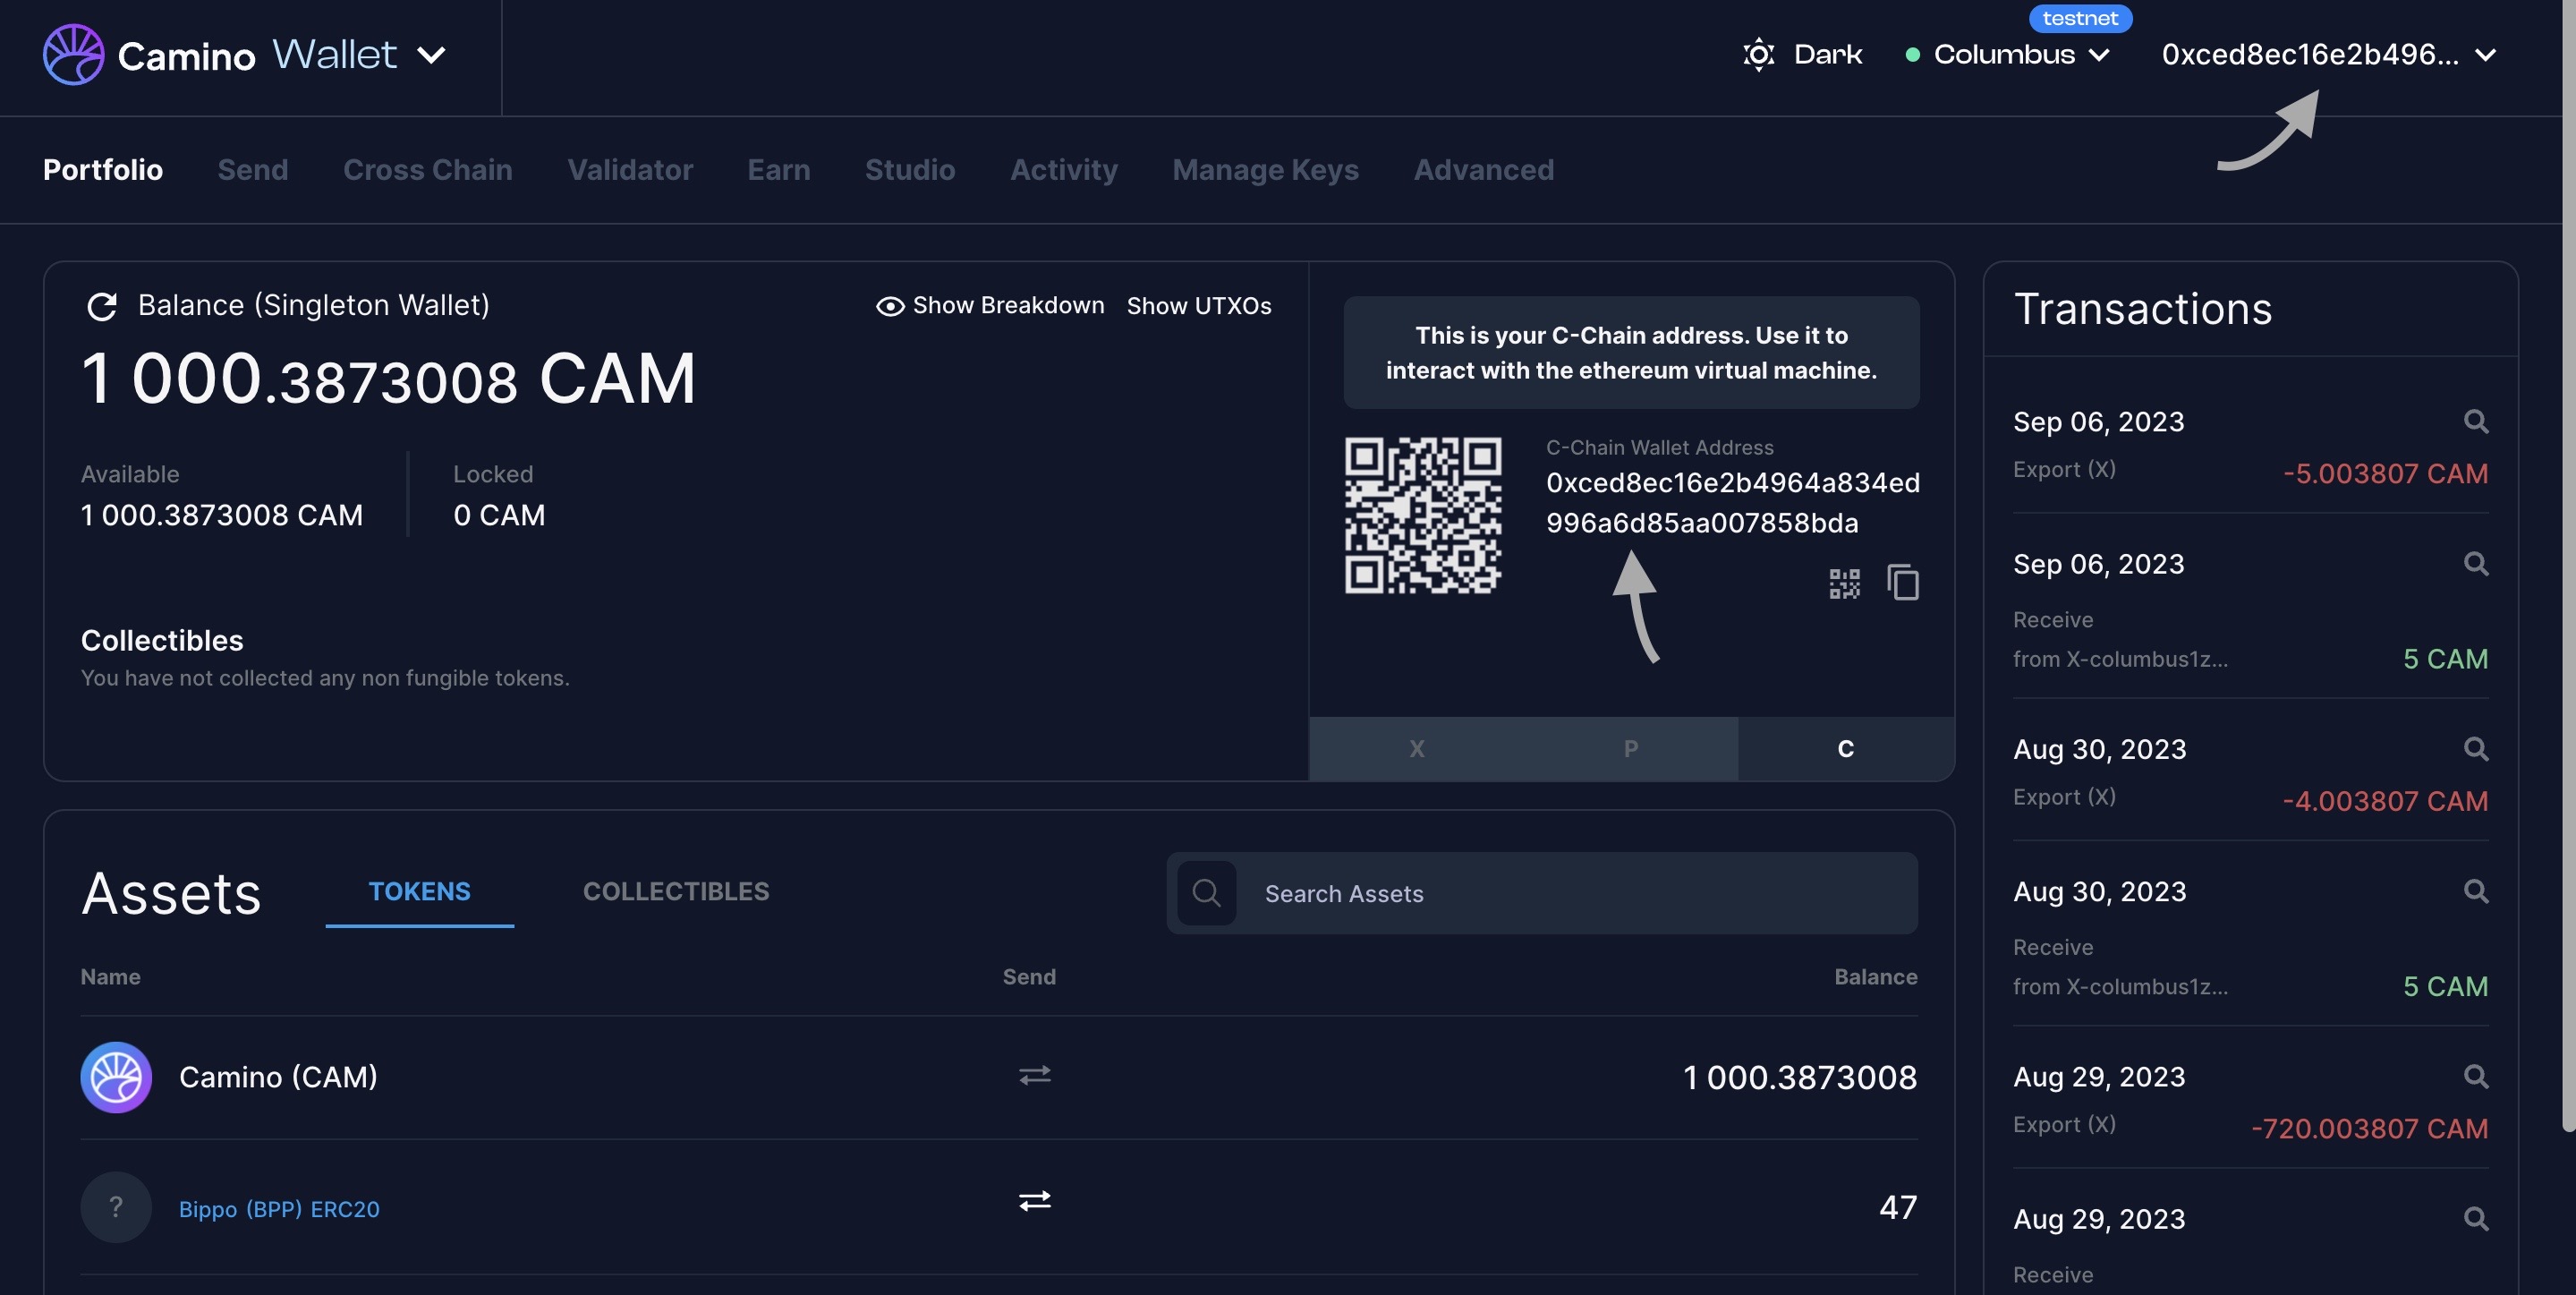 Camino Wallet
Dark
testnet
Columbus
0xced8ec16e2b496...
Portfolio Send Cross Chain Validator Earn Studio Activity Manage Keys Advanced
Balance (Singleton Wallet)
Show Breakdown Show UTXOs
1 000.3873008 CAM
Available
1 000.3873008 CAM
Locked
0 CAM
Collectibles
You have not collected any non fungible tokens.
This is your C-Chain address. Use it to
interact with the ethereum virtual machine.
C-Chain Wallet Address
0xced8ec16e2b4964a834ed
996a6d85aa007858bda
X P C
Assets TOKENS COLLECTIBLES
Search Assets
Name Send Balance
Camino (CAM) 1 000.3873008
? Bippo (BPP) ERC20 47
Transactions
Sep 06, 2023
Export (X) -5.003807 CAM
Sep 06, 2023
Receive
from X-columbus1z... 5 CAM
Aug 30, 2023
Export (X) -4.003807 CAM
Aug 30, 2023
Receive
from X-columbus1z... 5 CAM
Aug 29, 2023
Export (X) -720.003807 CAM
Aug 29, 2023
Receive